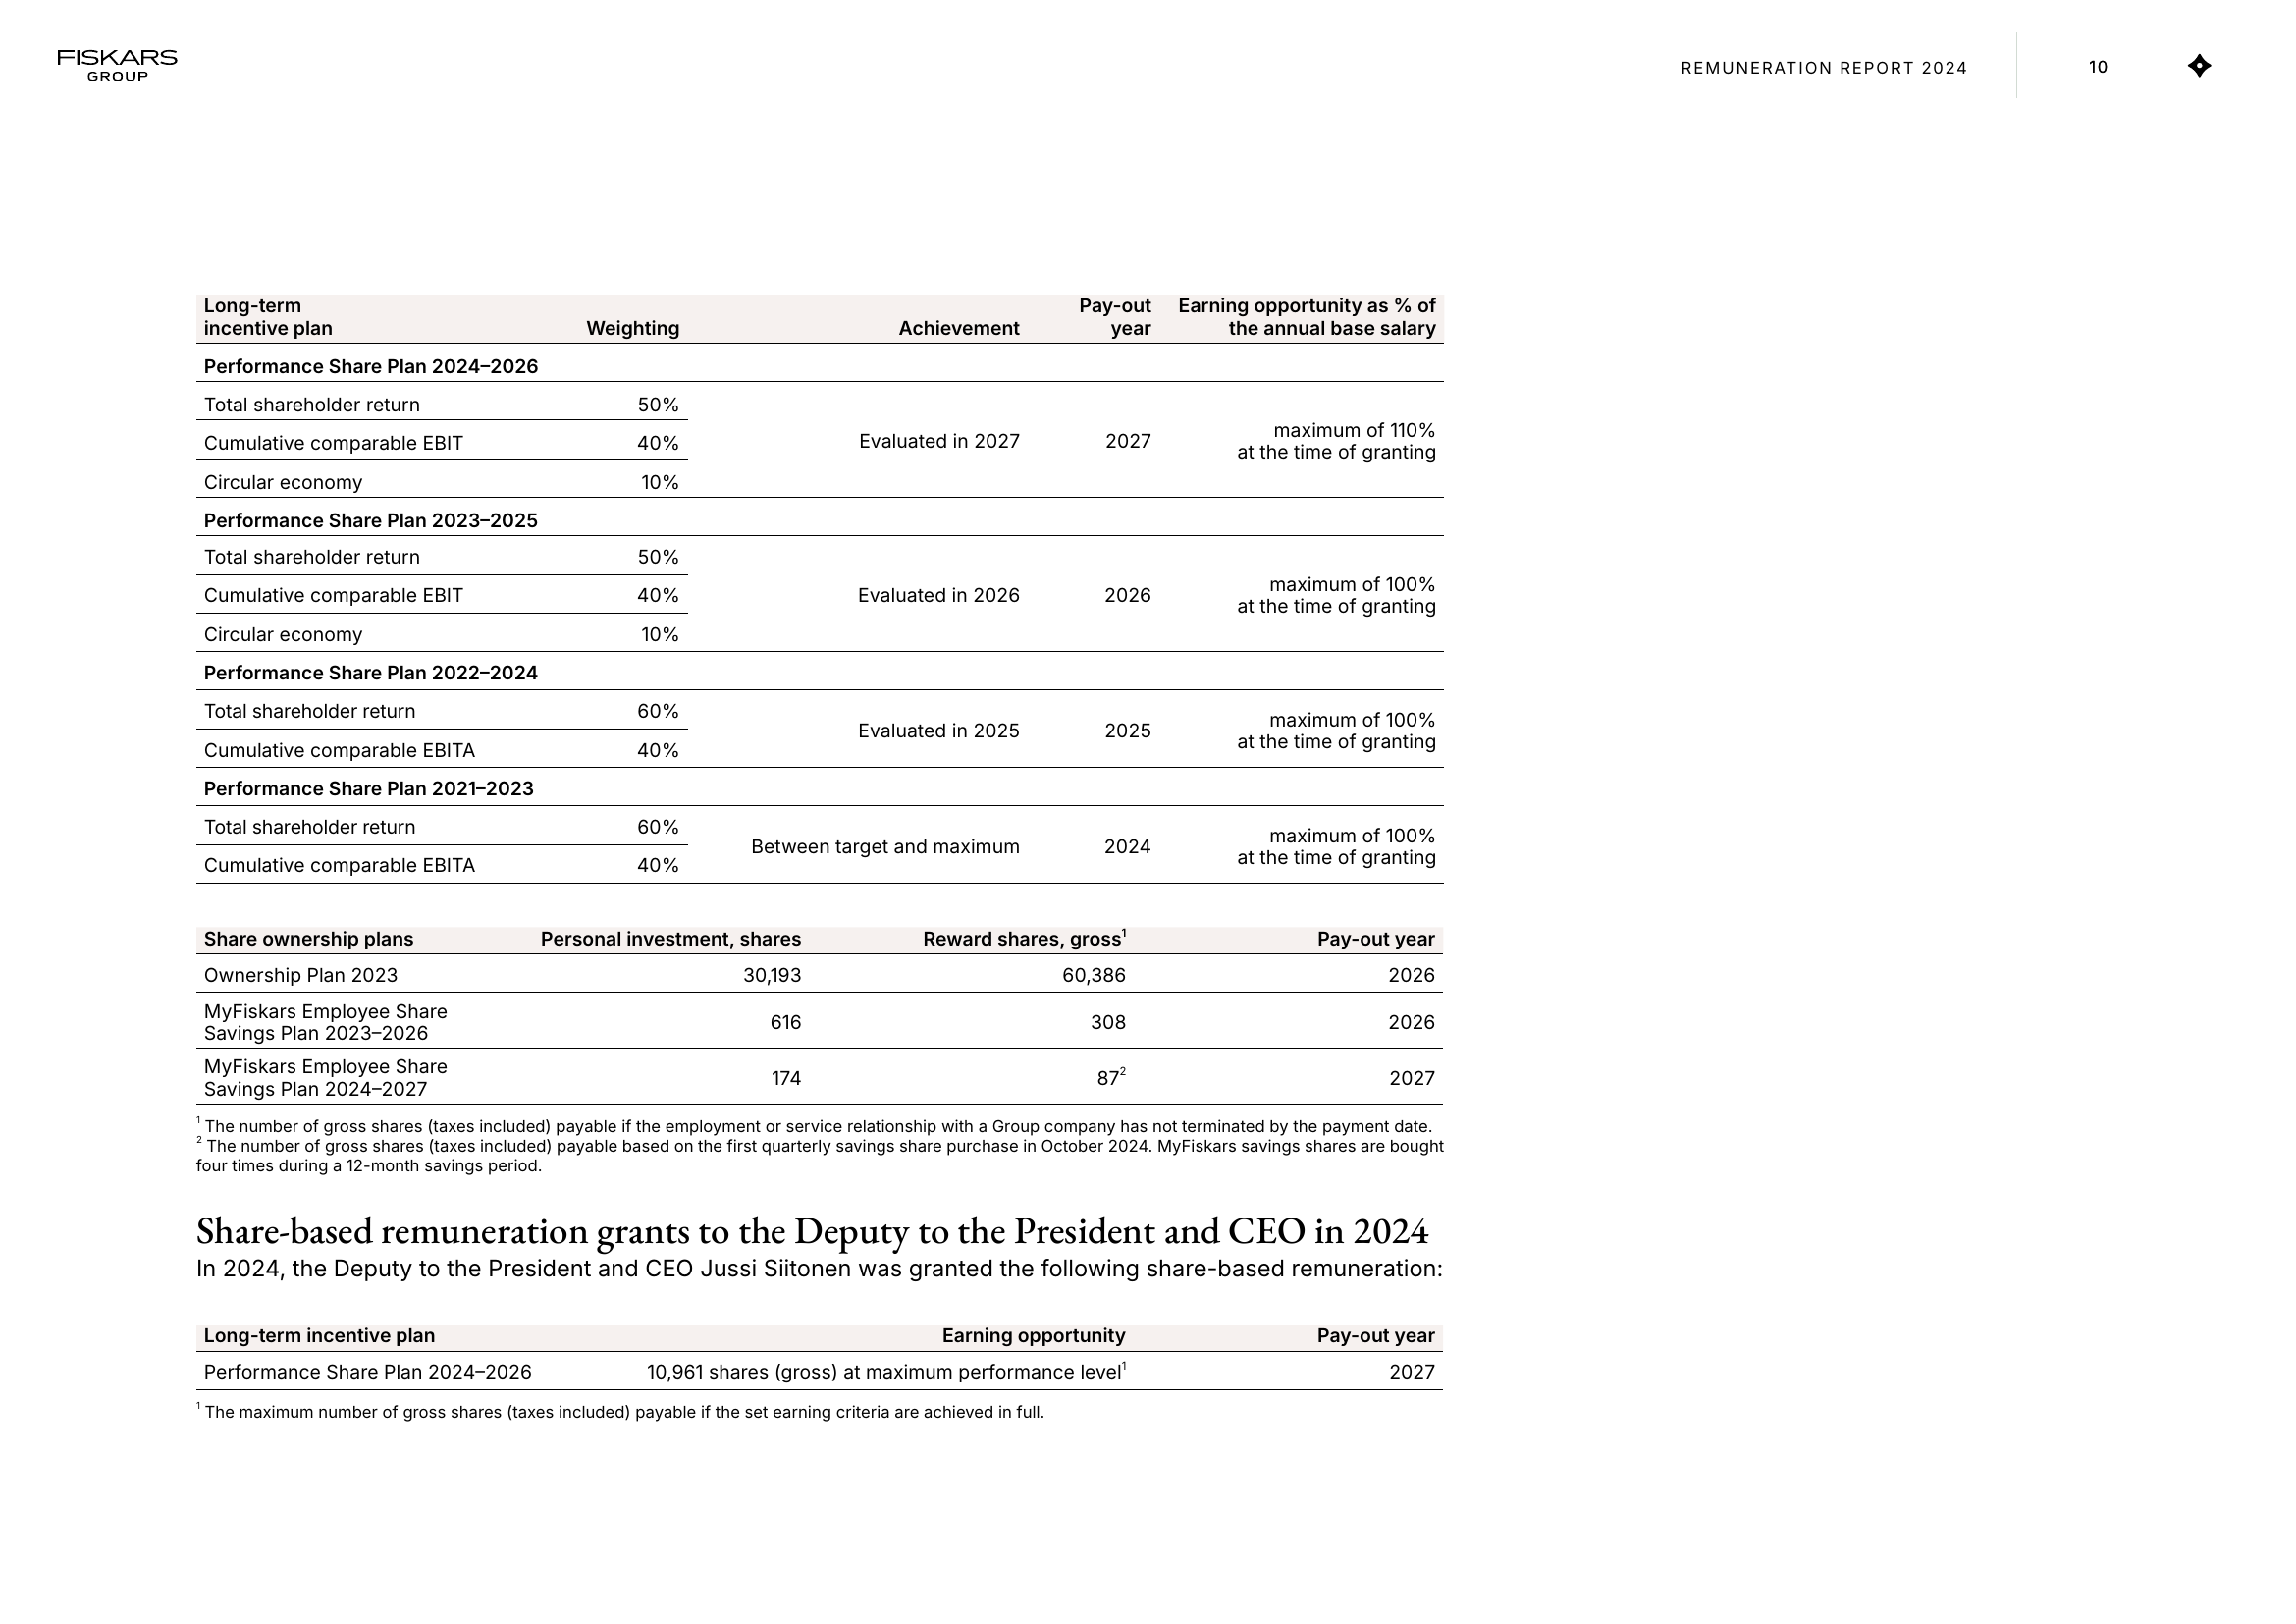 FISKARS
GROUP
REMUNERATION REPORT 2024
10
Long-term
incentive plan Weighting Achievement Pay-out
year Earning opportunity as % of
the annual base salary
Performance Share Plan 2024–2026
Total shareholder return 50%
Cumulative comparable EBIT 40% Evaluated in 2027 2027 maximum of 110%
at the time of granting
Circular economy 10%
Performance Share Plan 2023–2025
Total shareholder return 50%
Cumulative comparable EBIT 40% Evaluated in 2026 2026 maximum of 100%
at the time of granting
Circular economy 10%
Performance Share Plan 2022–2024
Total shareholder return 60%
Evaluated in 2025 2025 maximum of 100%
at the time of granting
Cumulative comparable EBITA 40%
Performance Share Plan 2021–2023
Total shareholder return 60%
Between target and maximum 2024 maximum of 100%
at the time of granting
Cumulative comparable EBITA 40%
Share ownership plans Personal investment, shares Reward shares, gross¹ Pay-out year
Ownership Plan 2023 30,193 60,386 2026
MyFiskars Employee Share
Savings Plan 2023–2026 616 308 2026
MyFiskars Employee Share
Savings Plan 2024–2027 174 87² 2027
¹ The number of gross shares (taxes included) payable if the employment or service relationship with a Group company has not terminated by the payment date.
² The number of gross shares (taxes included) payable based on the first quarterly savings share purchase in October 2024. MyFiskars savings shares are bought
four times during a 12-month savings period.
Share-based remuneration grants to the Deputy to the President and CEO in 2024
In 2024, the Deputy to the President and CEO Jussi Siitonen was granted the following share-based remuneration:
Long-term incentive plan Earning opportunity Pay-out year
Performance Share Plan 2024–2026 10,961 shares (gross) at maximum performance level¹ 2027
¹ The maximum number of gross shares (taxes included) payable if the set earning criteria are achieved in full.